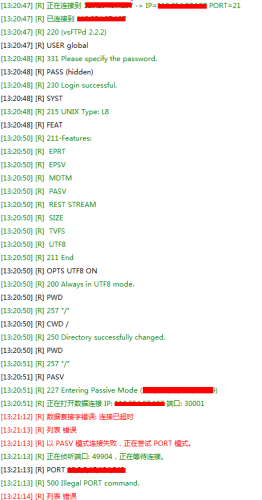 [13:20:47] [R] 正在连接到 -> IP= PORT=21
[13:20:47] [R] 已连接到
[13:20:47] [R] 220 (vsFTPd 2.2.2)
[13:20:47] [R] USER global
[13:20:48] [R] 331 Please specify the password.
[13:20:48] [R] PASS (hidden)
[13:20:48] [R] 230 Login successful.
[13:20:48] [R] SYST
[13:20:48] [R] 215 UNIX Type: L8
[13:20:48] [R] FEAT
[13:20:50] [R] 211-Features:
[13:20:50] [R] EPRT
[13:20:50] [R] EPSV
[13:20:50] [R] MDTM
[13:20:50] [R] PASV
[13:20:50] [R] REST STREAM
[13:20:50] [R] SIZE
[13:20:50] [R] TVFS
[13:20:50] [R] UTF8
[13:20:50] [R] 211 End
[13:20:50] [R] OPTS UTF8 ON
[13:20:50] [R] 200 Always in UTF8 mode.
[13:20:50] [R] PWD
[13:20:50] [R] 257 "/"
[13:20:50] [R] CWD /
[13:20:50] [R] 250 Directory successfully changed.
[13:20:50] [R] PWD
[13:20:51] [R] 257 "/"
[13:20:51] [R] PASV
[13:20:51] [R] 227 Entering Passive Mode ( 9)
[13:20:51] [R] 正在打开数据连接 IP: 端口: 30001
[13:21:12] [R] 数据套接字错误: 连接已超时
[13:21:13] [R] 列表 错误
[13:21:13] [R] 以 PASV 模式连接失败，正在尝试 PORT 模式。
[13:21:13] [R] 正在侦听端口: 49904，正在等待连接。
[13:21:13] [R] PORT
[13:21:13] [R] 500 Illegal PORT command.
[13:21:14] [R] 列表 错误